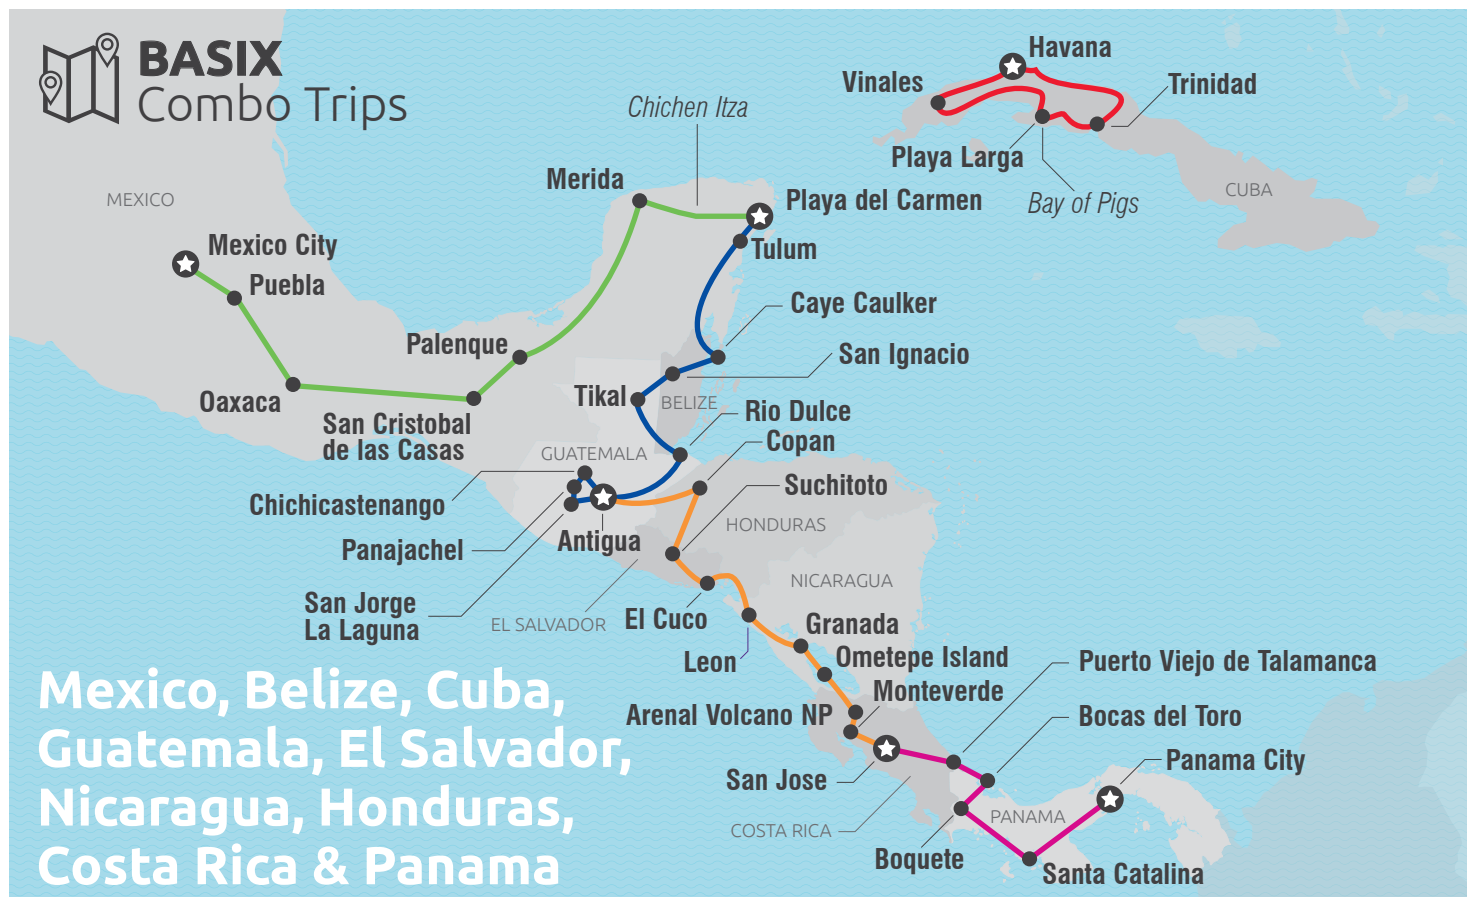 BASIX
Combo Trips
Havana
Vinales
Trinidad
Chichen Itza
Playa Larga
Merida
Playa del Carmen
CUBA
Bay of Pigs
MEXICO
Mexico City
Tulum
Puebla
Caye Caulker
Palenque
San Ignacio
Oaxaca
Tikal
BELIZE
San Cristobal
de las Casas
Rio Dulce
Copan
GUATEMALA
Suchitoto
Chichicastenango
HONDURAS
Panajachel
Antigua
NICARAGUA
San Jorge
La Laguna
EL SALVADOR
El Cuco
Granada
Leon
Ometepe Island
Puerto Viejo de Talamanca
Monteverde
Arenal Volcano NP
Bocas del Toro
Panama City
San Jose
PANAMA
COSTA RICA
Boquete
Santa Catalina
Mexico, Belize, Cuba,
Guatemala, El Salvador,
Nicaragua, Honduras,
Costa Rica & Panama